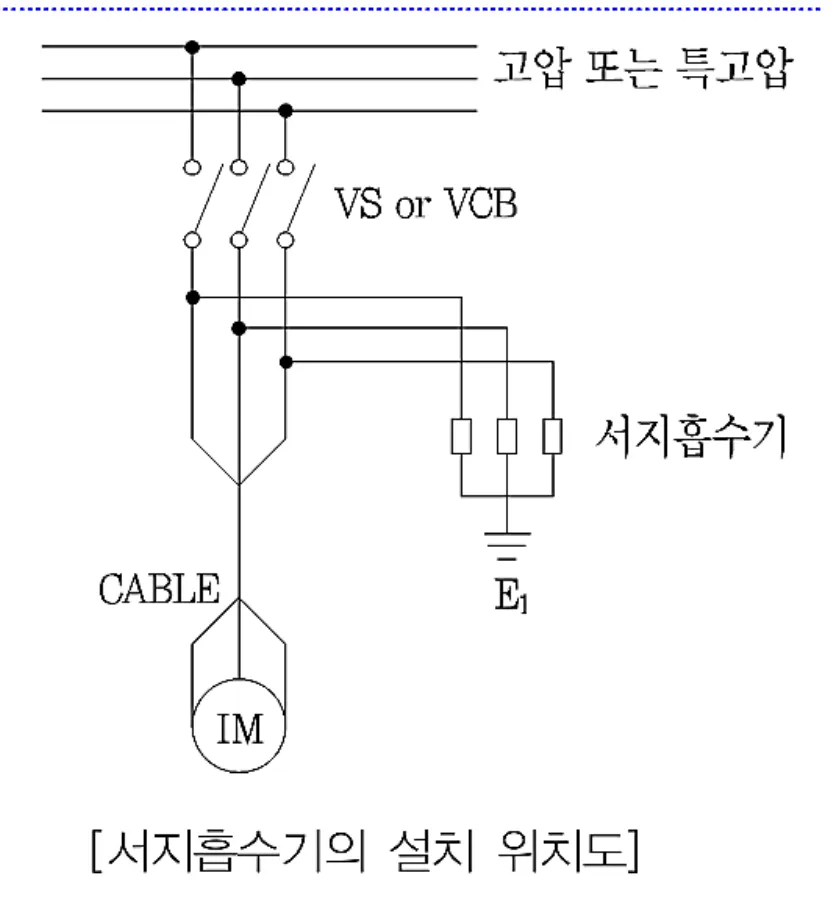 고압 또는 특고압
VS or VCB
서지흡수기
CABLE
E₁
IM
[서지흡수기의 설치 위치도]